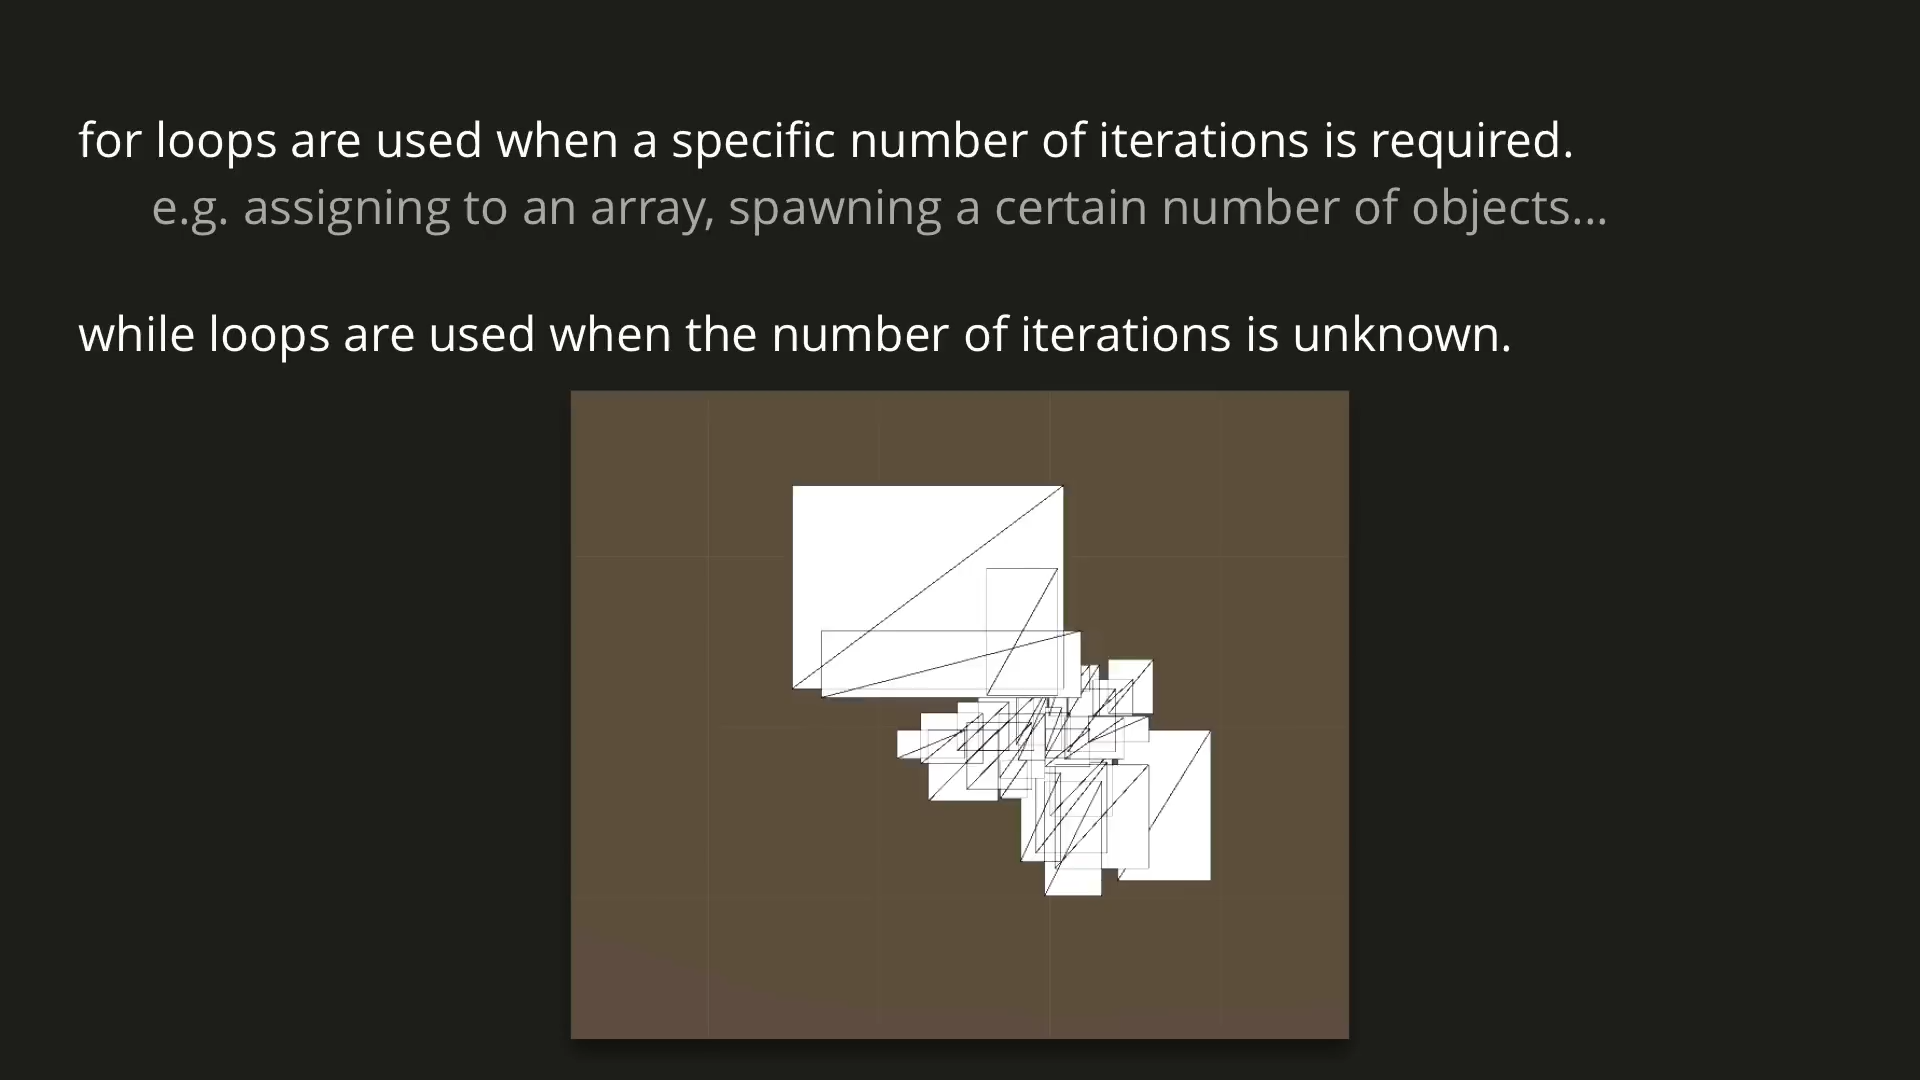 for loops are used when a specific number of iterations is required.
e.g. assigning to an array, spawning a certain number of objects...
while loops are used when the number of iterations is unknown.